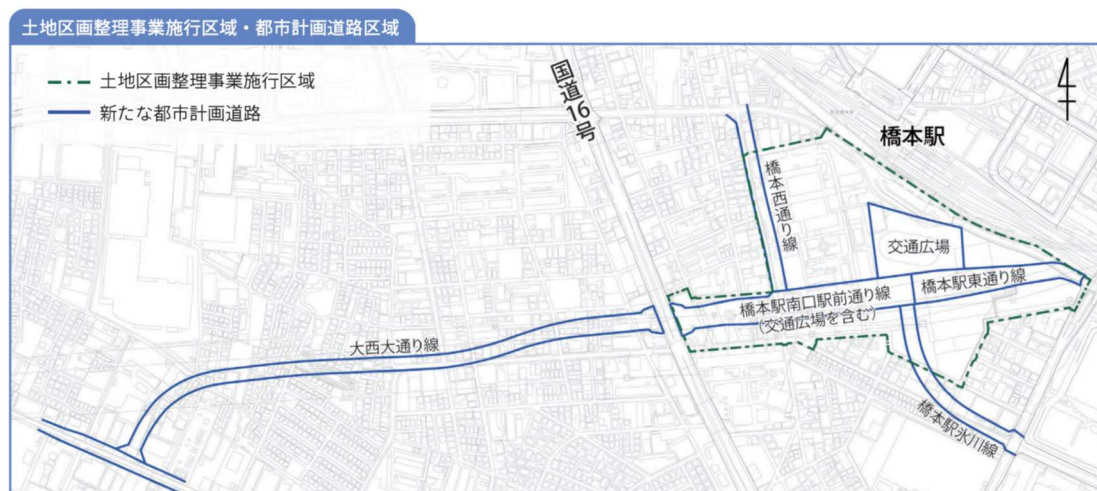 土地区画整理事業施行区域・都市計画道路区域
土地区画整理事業施行区域
新たな都市計画道路
国道16号
橋本駅
橋本西通り線
交通広場
橋本駅東通り線
橋本駅南口駅前通り線
(交通広場を含む)
大西大通り線
橋本駅氷川線